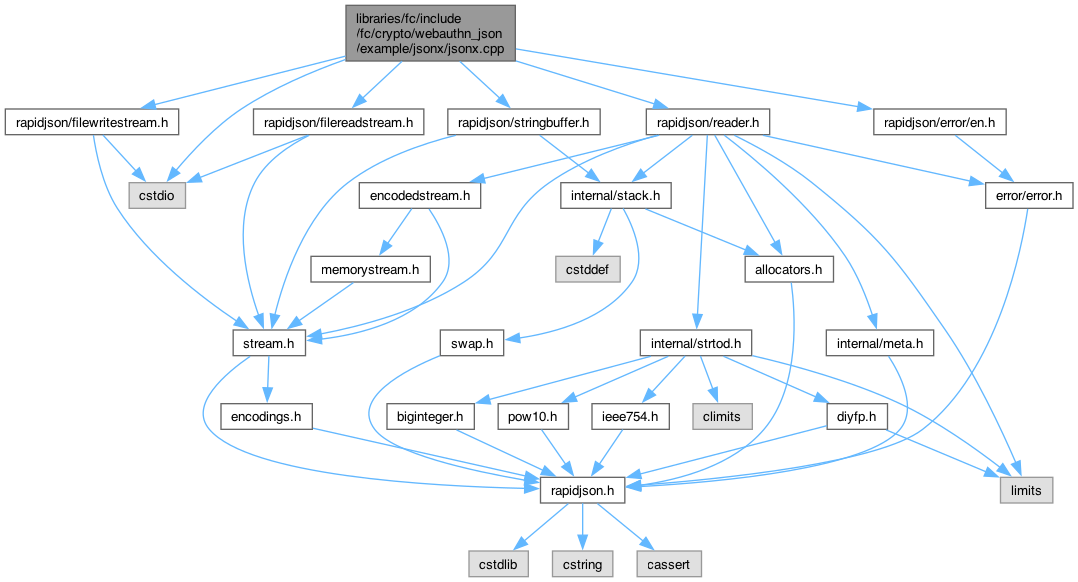 libraries/fc/include
/fc/crypto/webauthn_json
/example/jsonx/jsonx.cpp
rapidjson/filewritestream.h
rapidjson/filereadstream.h
rapidjson/stringbuffer.h
rapidjson/reader.h
rapidjson/error/en.h
cstdio
encodedstream.h
internal/stack.h
error/error.h
memorystream.h
cstddef
allocators.h
stream.h
swap.h
internal/strtod.h
internal/meta.h
encodings.h
biginteger.h
pow10.h
ieee754.h
climits
diyfp.h
rapidjson.h
limits
cstdlib
cstring
cassert